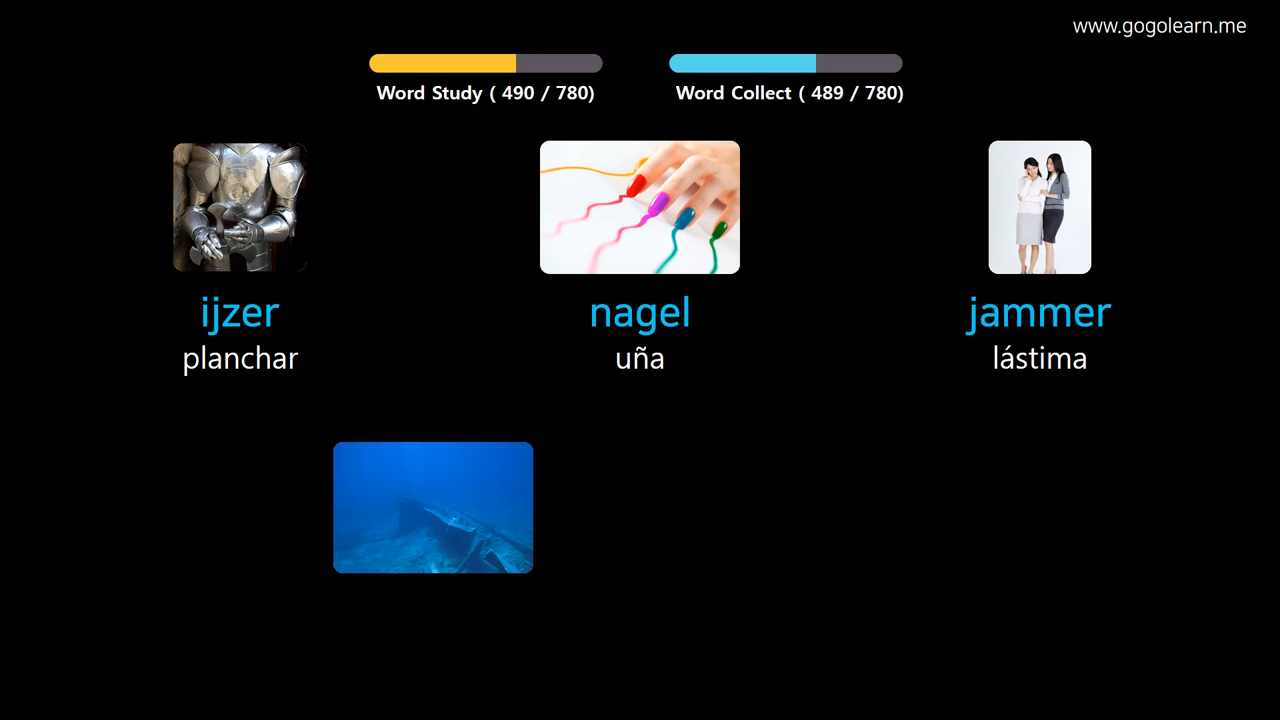 www.gogolearn.me
Word Study ( 490 / 780)
Word Collect ( 489 / 780)
ijzer
planchar
nagel
uña
jammer
lástima